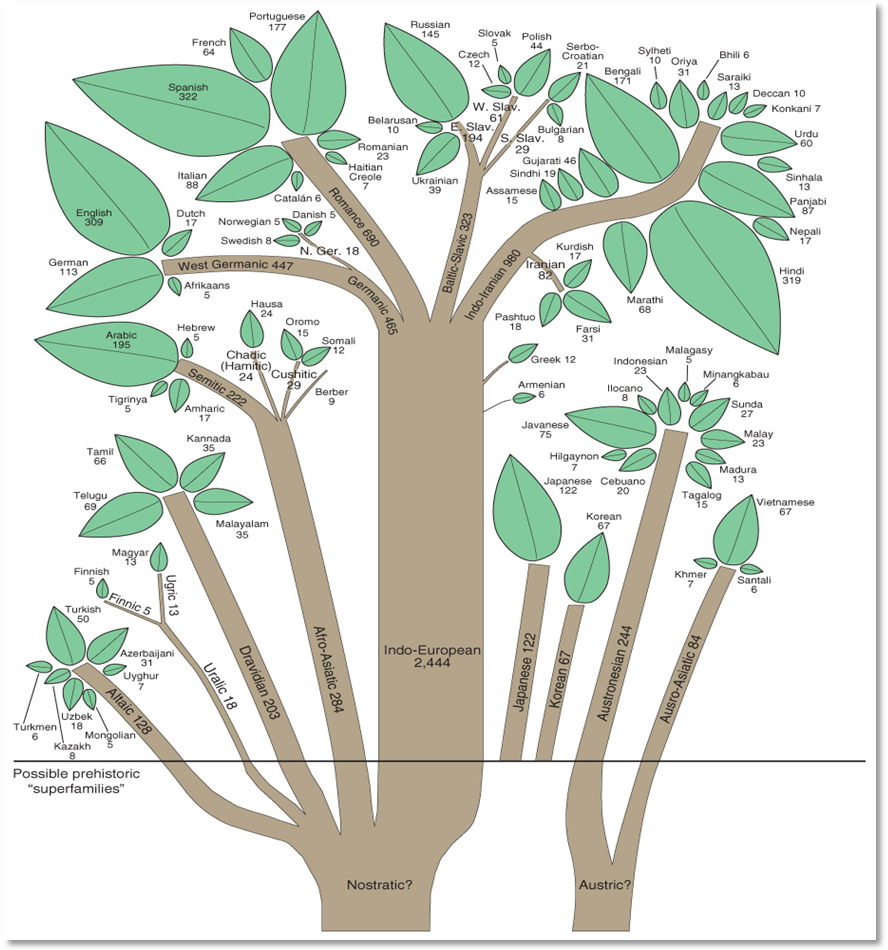 Portuguese
177
French
64
Spanish
322
Italian
88
Catalán 6
Romanian
23
Haitian
Creole
7
Romance 690
English
309
Dutch
17
German
113
Afrikaans
5
West Germanic 447
Norwegian 5
Danish 5
Swedish 8
N. Ger. 18
Germanic 465
Russian
145
Belarusan
10
Ukrainian
39
E. Slav.
194
Czech
12
Slovak
5
Polish
44
W. Slav.
61
Serbo-
Croatian
21
Bulgarian
8
S. Slav.
29
Baltic-Slavic 323
Bengali
171
Sylheti
10
Oriya
31
Bhili 6
Saraiki
13
Deccan 10
Konkani 7
Urdu
60
Sinhala
13
Panjabi
87
Nepali
17
Hindi
319
Marathi
68
Gujarati 46
Sindhi 19
Assamese
15
Indo-Iranian 980
Iranian
82
Kurdish
17
Pashtuo
18
Farsi
31
Greek 12
Armenian
6
Arabic
195
Hebrew
5
Tigrinya
5
Amharic
17
Semitic 222
Hausa
24
Chadic
(Hamitic)
24
Oromo
15
Somali
12
Cushitic
29
Berber
9
Afro-Asiatic 284
Tamil
66
Kannada
35
Telugu
69
Malayalam
35
Dravidian 203
Magyar
13
Finnish
5
Finnic 5
Ugric 13
Uralic 18
Turkish
50
Azerbaijani
31
Uyghur
7
Turkmen
6
Kazakh
8
Uzbek
18
Mongolian
5
Altaic 128
Indo-European
2,444
Japanese
122
Japanese 122
Korean
67
Korean 67
Javanese
75
Ilocano
8
Indonesian
23
Malagasy
5
Minangkabau
6
Sunda
27
Malay
23
Madura
13
Tagalog
15
Cebuano
20
Hilgaynon
7
Austronesian 244
Vietnamese
67
Khmer
7
Santali
6
Ausro-Asiatic 84
Possible prehistoric
“superfamilies”
Nostratic?
Austric?